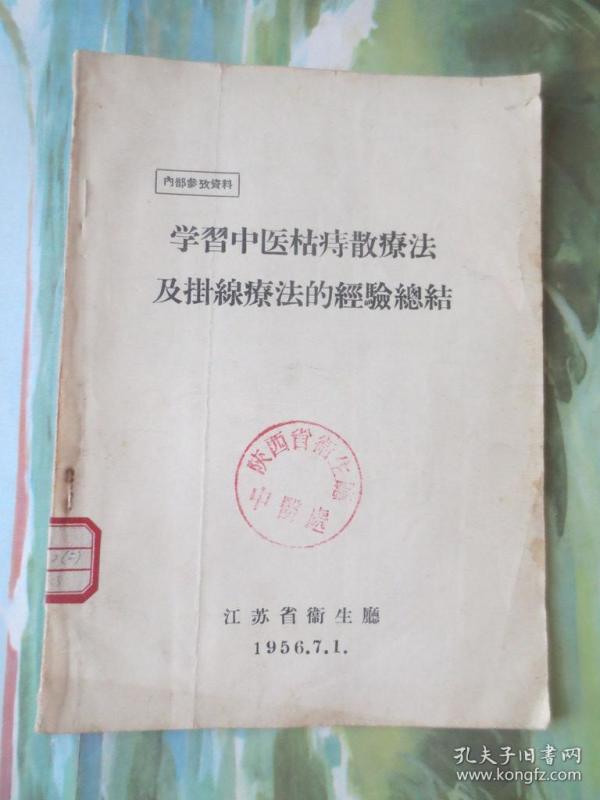 內部參攷資料
学習中医枯痔散療法
及掛線療法的經驗總結
陝西省衛生廳
中醫處
江苏省衛生廳
1956.7.1.
孔夫子旧书网
www.kongfz.com